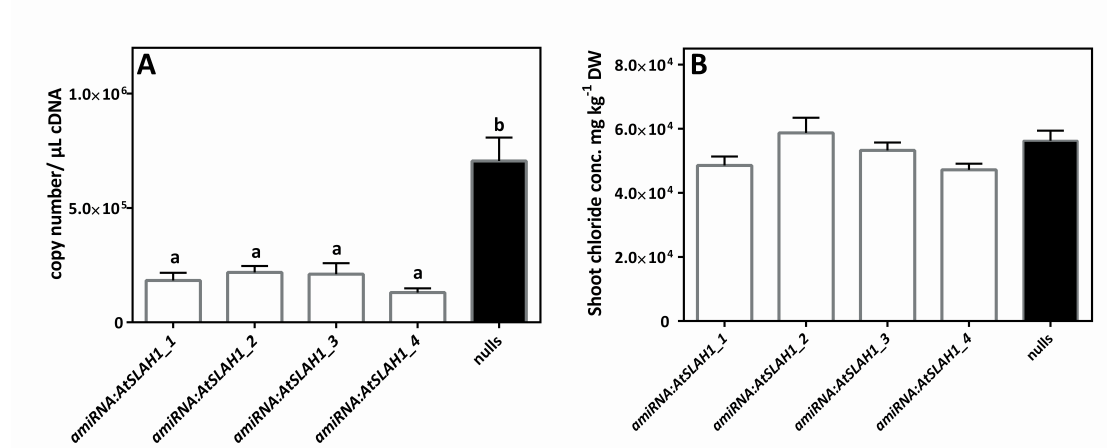 A
copy number/ µL cDNA
1.0×10⁶
5.0×10⁵
0
a
a
a
a
b
amiRNA:AtSLAH1_1
amiRNA:AtSLAH1_2
amiRNA:AtSLAH1_3
amiRNA:AtSLAH1_4
nulls
B
Shoot chloride conc. mg kg⁻¹ DW
8.0×10⁴
6.0×10⁴
4.0×10⁴
2.0×10⁴
0
amiRNA:AtSLAH1_1
amiRNA:AtSLAH1_2
amiRNA:AtSLAH1_3
amiRNA:AtSLAH1_4
nulls